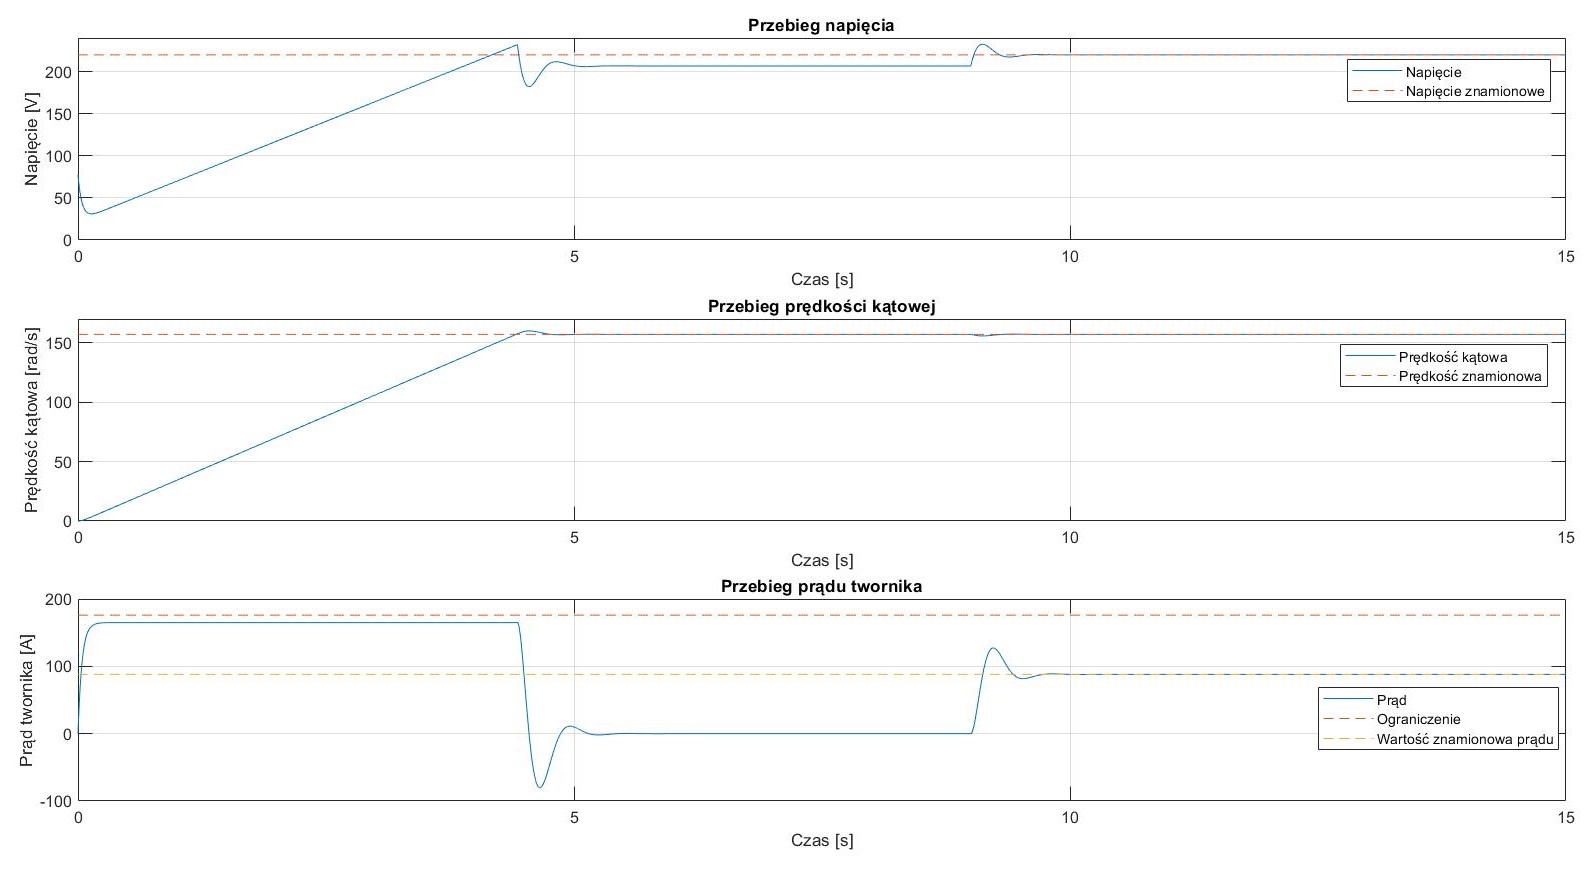 Przebieg napięcia
Napięcie [V]
200
150
100
50
0
Napięcie
Napięcie znamionowe
0
5
10
15
Czas [s]
Przebieg prędkości kątowej
Prędkość kątowa [rad/s]
150
100
50
0
Prędkość kątowa
Prędkość znamionowa
0
5
10
15
Czas [s]
Przebieg prądu twornika
Prąd twornika [A]
200
100
0
-100
Prąd
Ograniczenie
Wartość znamionowa prądu
0
5
10
15
Czas [s]